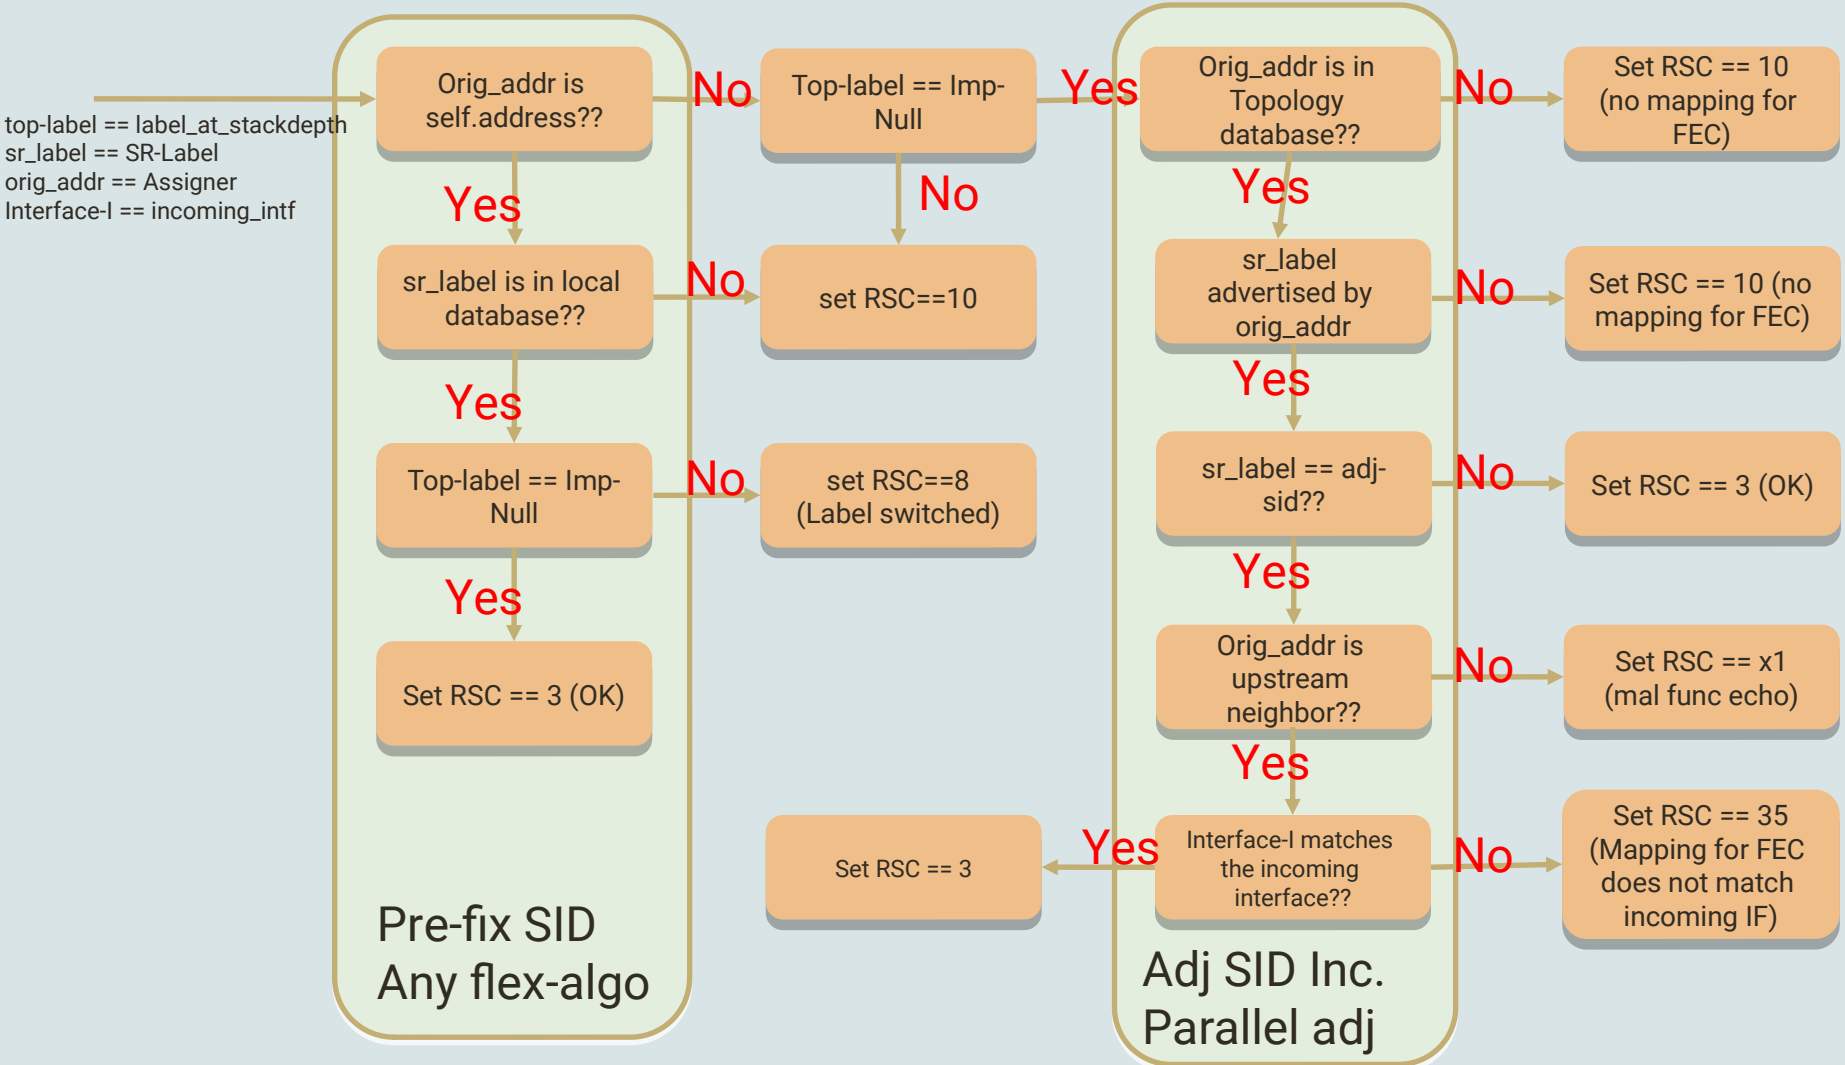 top-label == label_at_stackdepth
sr_label == SR-Label
orig_addr == Assigner
Interface-I == incoming_intf
Orig_addr is
self.address??
No
Top-label == Imp-
Null
Yes
Orig_addr is in
Topology
database??
No
Set RSC == 10
(no mapping for
FEC)
Yes
No
Yes
sr_label is in local
database??
No
set RSC==10
sr_label
advertised by
orig_addr
No
Set RSC == 10 (no
mapping for FEC)
Yes
Yes
Top-label == Imp-
Null
No
set RSC==8
(Label switched)
sr_label == adj-
sid??
No
Set RSC == 3 (OK)
Yes
Yes
Set RSC == 3 (OK)
Orig_addr is
upstream
neighbor??
No
Set RSC == x1
(mal func echo)
Yes
Set RSC == 3
Yes
Interface-I matches
the incoming
interface??
No
Set RSC == 35
(Mapping for FEC
does not match
incoming IF)
Pre-fix SID
Any flex-algo
Adj SID Inc.
Parallel adj